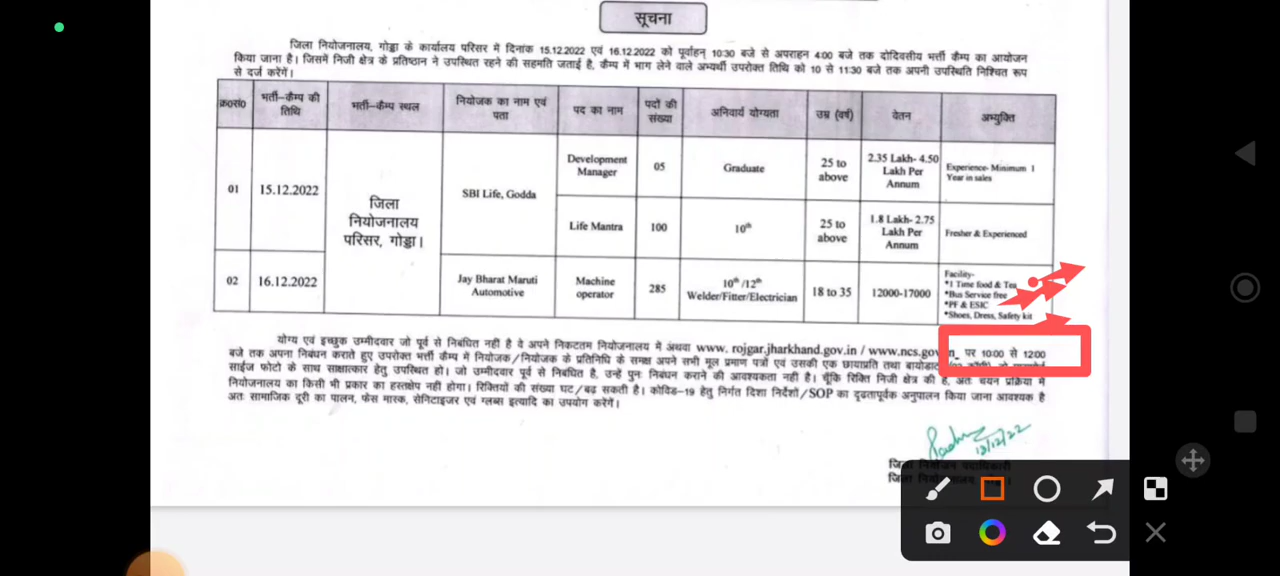 सूचना
जिला नियोजनालय, गोड्डा के कार्यालय परिसर में दिनांक 15.12.2022 एवं 16.12.2022 को पूर्वाहन 10:30 बजे से अपराहन 4:00 बजे तक दोदिवसीय भर्ती कैम्प का आयोजन
किया जाना है। जिसमें निजी क्षेत्र के प्रतिष्ठान ने उपस्थित रहने की सहमति जताई है, कैम्प में भाग लेने वाले अभ्यर्थी उपरोक्त तिथि को 10 से 11:30 बजे तक अपनी उपस्थिति निश्चित रूप
से दर्ज करेगें।
क्र०सं० भर्ती–कैम्प की तिथि भर्ती–कैम्प स्थल नियोजक का नाम एवं पता पद का नाम पदों की संख्या अनिवार्य योग्यता उम्र (वर्ष) वेतन अभ्युक्ति
01 15.12.2022 जिला नियोजनालय परिसर, गोड्डा। SBI Life, Godda Development Manager 05 Graduate 25 to above 2.35 Lakh- 4.50 Lakh Per Annum Experience- Minimum 1 Year in sales
Life Mantra 100 10th 25 to above 1.8 Lakh- 2.75 Lakh Per Annum Fresher & Experienced
02 16.12.2022 Jay Bharat Maruti Automotive Machine operator 285 10th /12th Welder/Fitter/Electrician 18 to 35 12000-17000 Facility-
*1 Time food & Tea
*Bus Service free
*PF & ESIC
*Shoes, Dress, Safety kit
योग्य एवं इच्छुक उम्मीदवार जो पूर्व से निबंधित नहीं है वे अपने निकटतम नियोजनालय में अथवा www. rojgar.jharkhand.gov.in / www.ncs.gov.in_ पर 10:00 से 12:00
बजे तक अपना निबंधन कराते हुए उपरोक्त भर्ती कैम्प में नियोजक/नियोजक के प्रतिनिधि के समक्ष अपने सभी मूल प्रमाण पत्रों एवं उसकी एक छायाप्रति तथा बायोडाटा
साईज फोटो के साथ साक्षात्कार हेतु उपस्थित हो। जो उम्मीदवार पूर्व से निबंधित है, उन्हें पुनः निबंधन कराने की आवश्यकता नहीं है। चूँकि रिक्ति निजी क्षेत्र की है, अतः चयन प्रक्रिया में
नियोजनालय का किसी भी प्रकार का हस्तक्षेप नहीं होगा। रिक्तियों की संख्या घट/बढ़ सकती है। कोविड–19 हेतु निर्गत दिशा निर्देशों/SOP का दृढतापूर्वक अनुपालन किया जाना आवश्यक है
अतः सामाजिक दूरी का पालन, फेस मास्क, सेनिटाइजर एवं ग्लब्स इत्यादि का उपयोग करेगें।
13/12/22
जिला नियोजन पदाधिकारी
जिला नियोजनालय, गोड्डा।